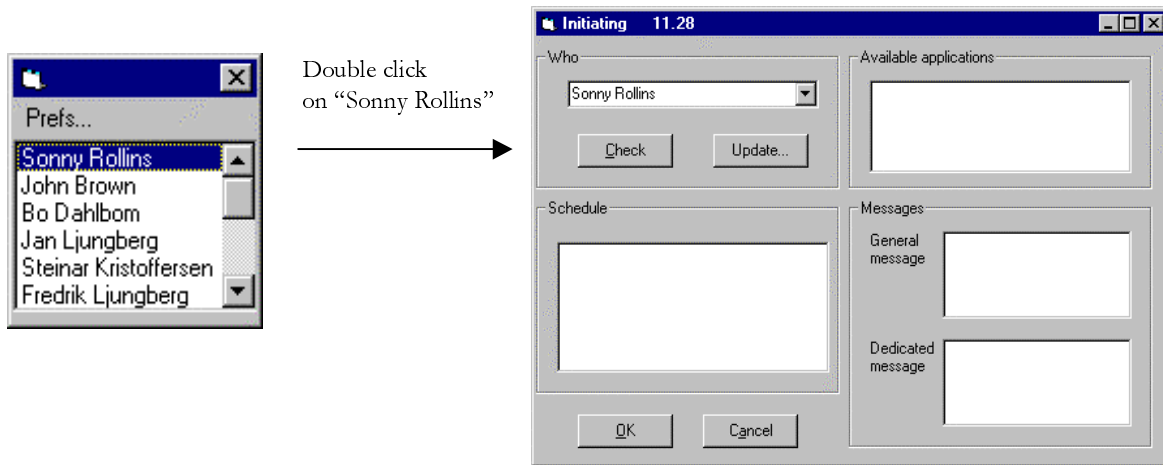 Prefs...
Sonny Rollins
John Brown
Bo Dahlbom
Jan Ljungberg
Steinar Kristoffersen
Fredrik Ljungberg
Double click
on “Sonny Rollins”
Initiating 11.28
Who
Sonny Rollins
Check Update...
Available applications
Schedule
Messages
General
message
Dedicated
message
OK Cancel